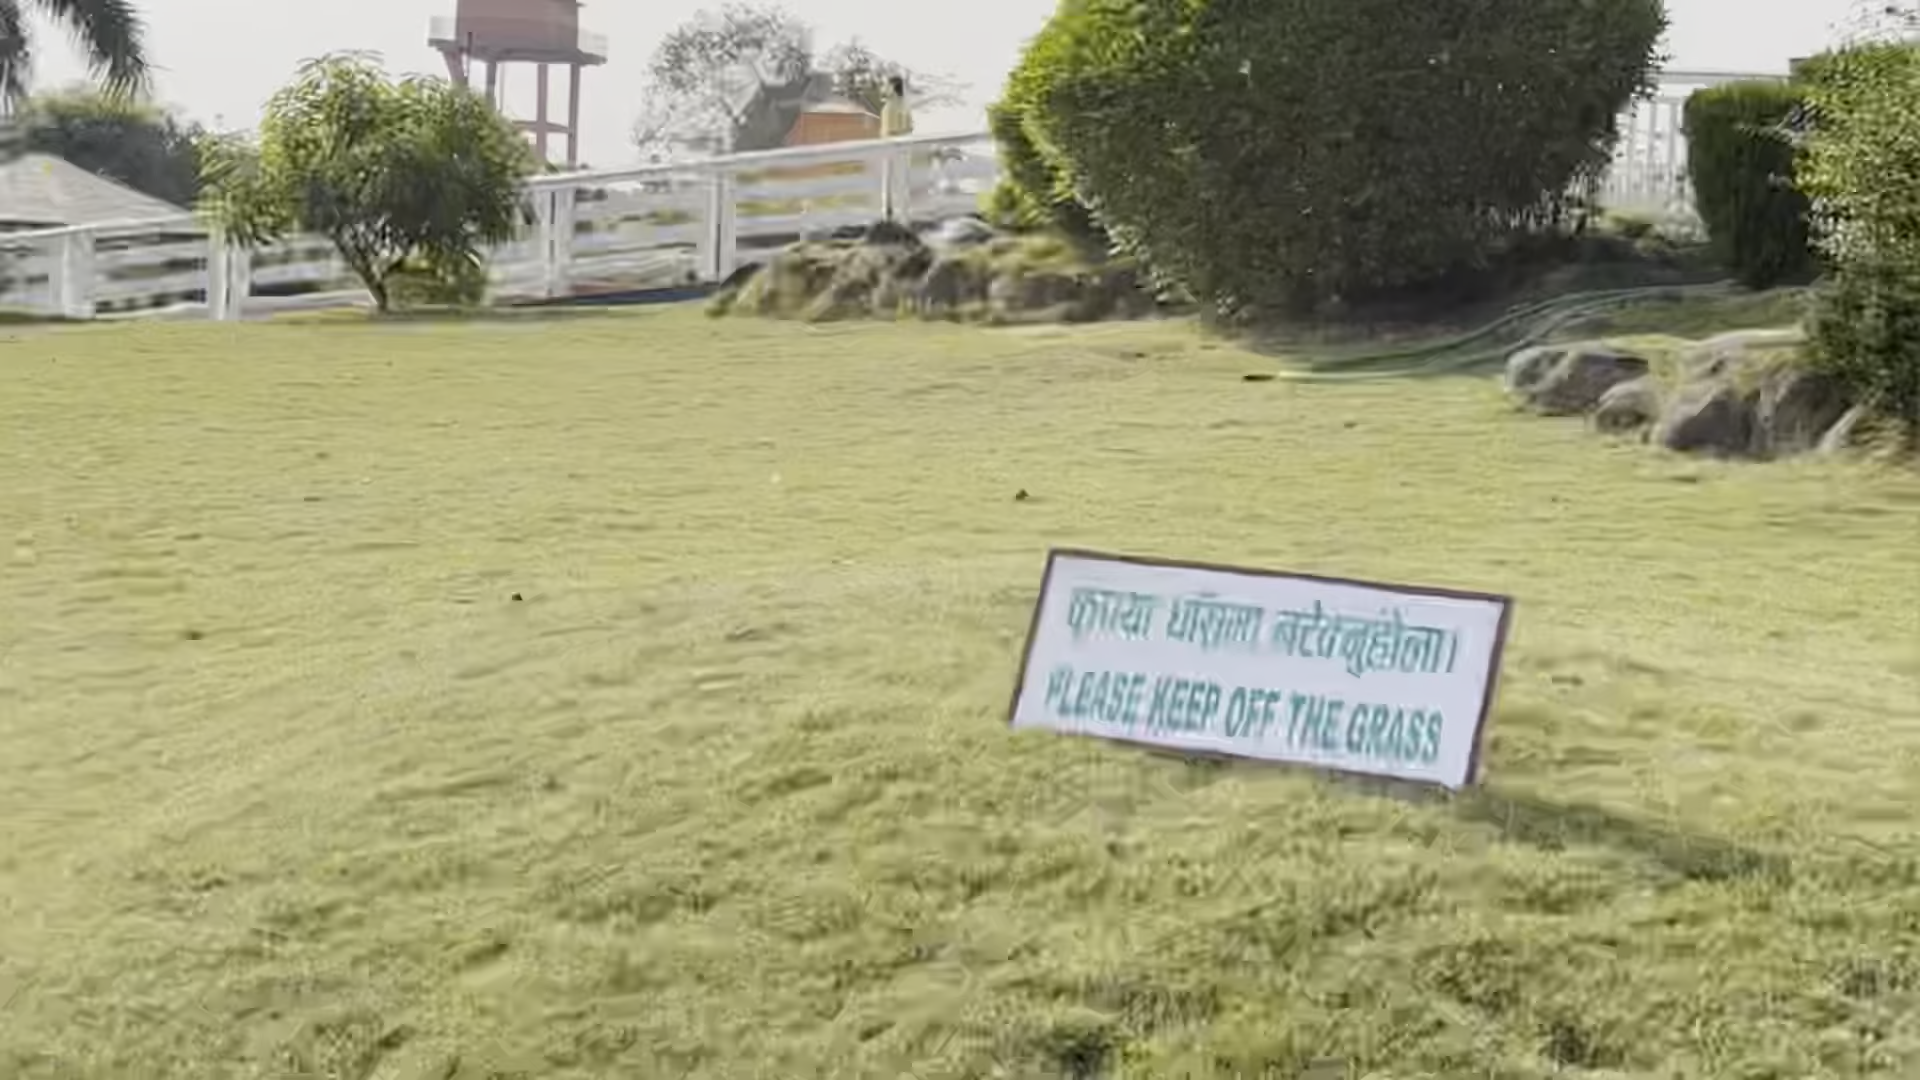 कृपया घाँसमा नटेक्नुहोला।
PLEASE KEEP OFF THE GRASS